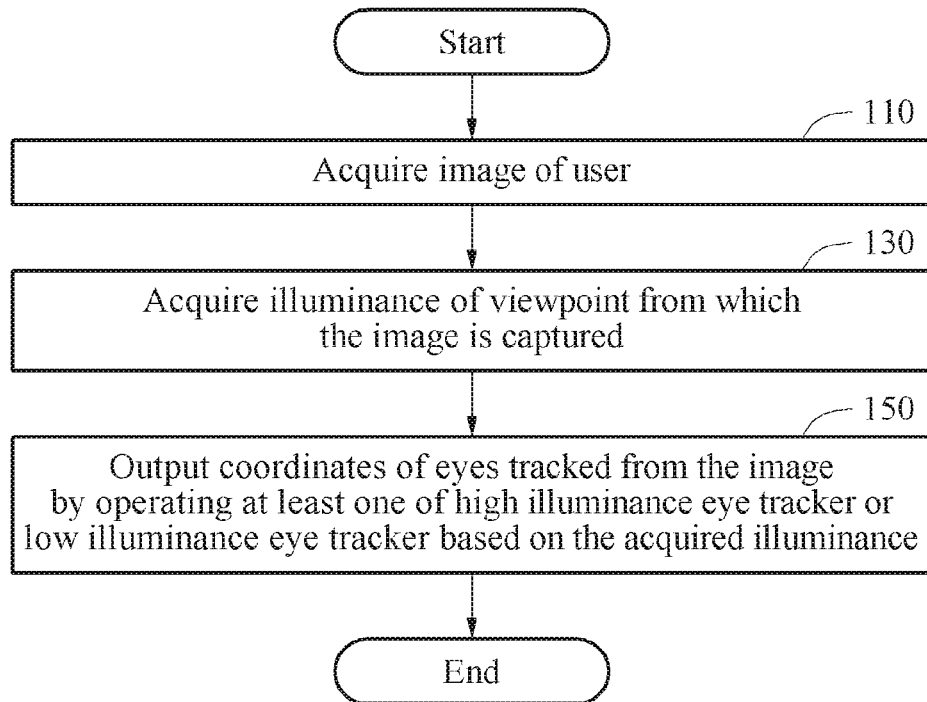 Start
110
Acquire image of user
130
Acquire illuminance of viewpoint from which
the image is captured
150
Output coordinates of eyes tracked from the image
by operating at least one of high illuminance eye tracker or
low illuminance eye tracker based on the acquired illuminance
End